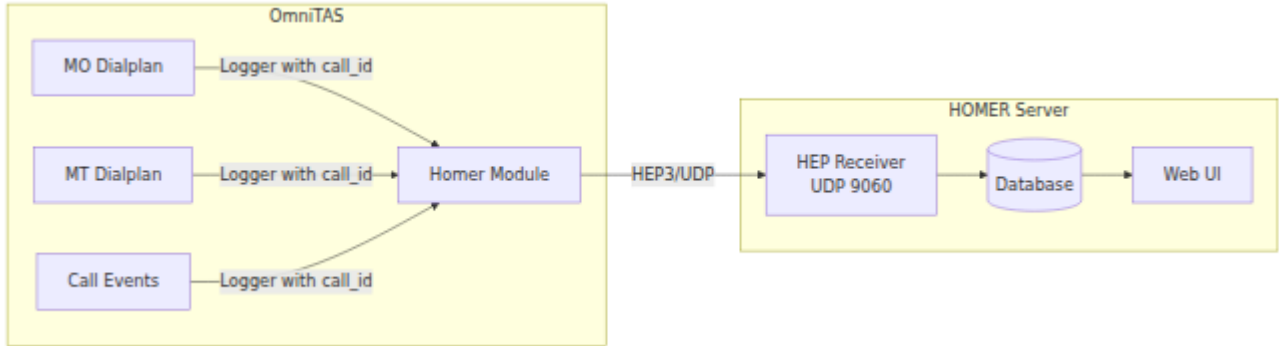 OmniTAS
MO Dialplan
Logger with call_id
MT Dialplan
Logger with call_id
Call Events
Logger with call_id
Homer Module
HEP3/UDP
HOMER Server
HEP Receiver
UDP 9060
Database
Web UI